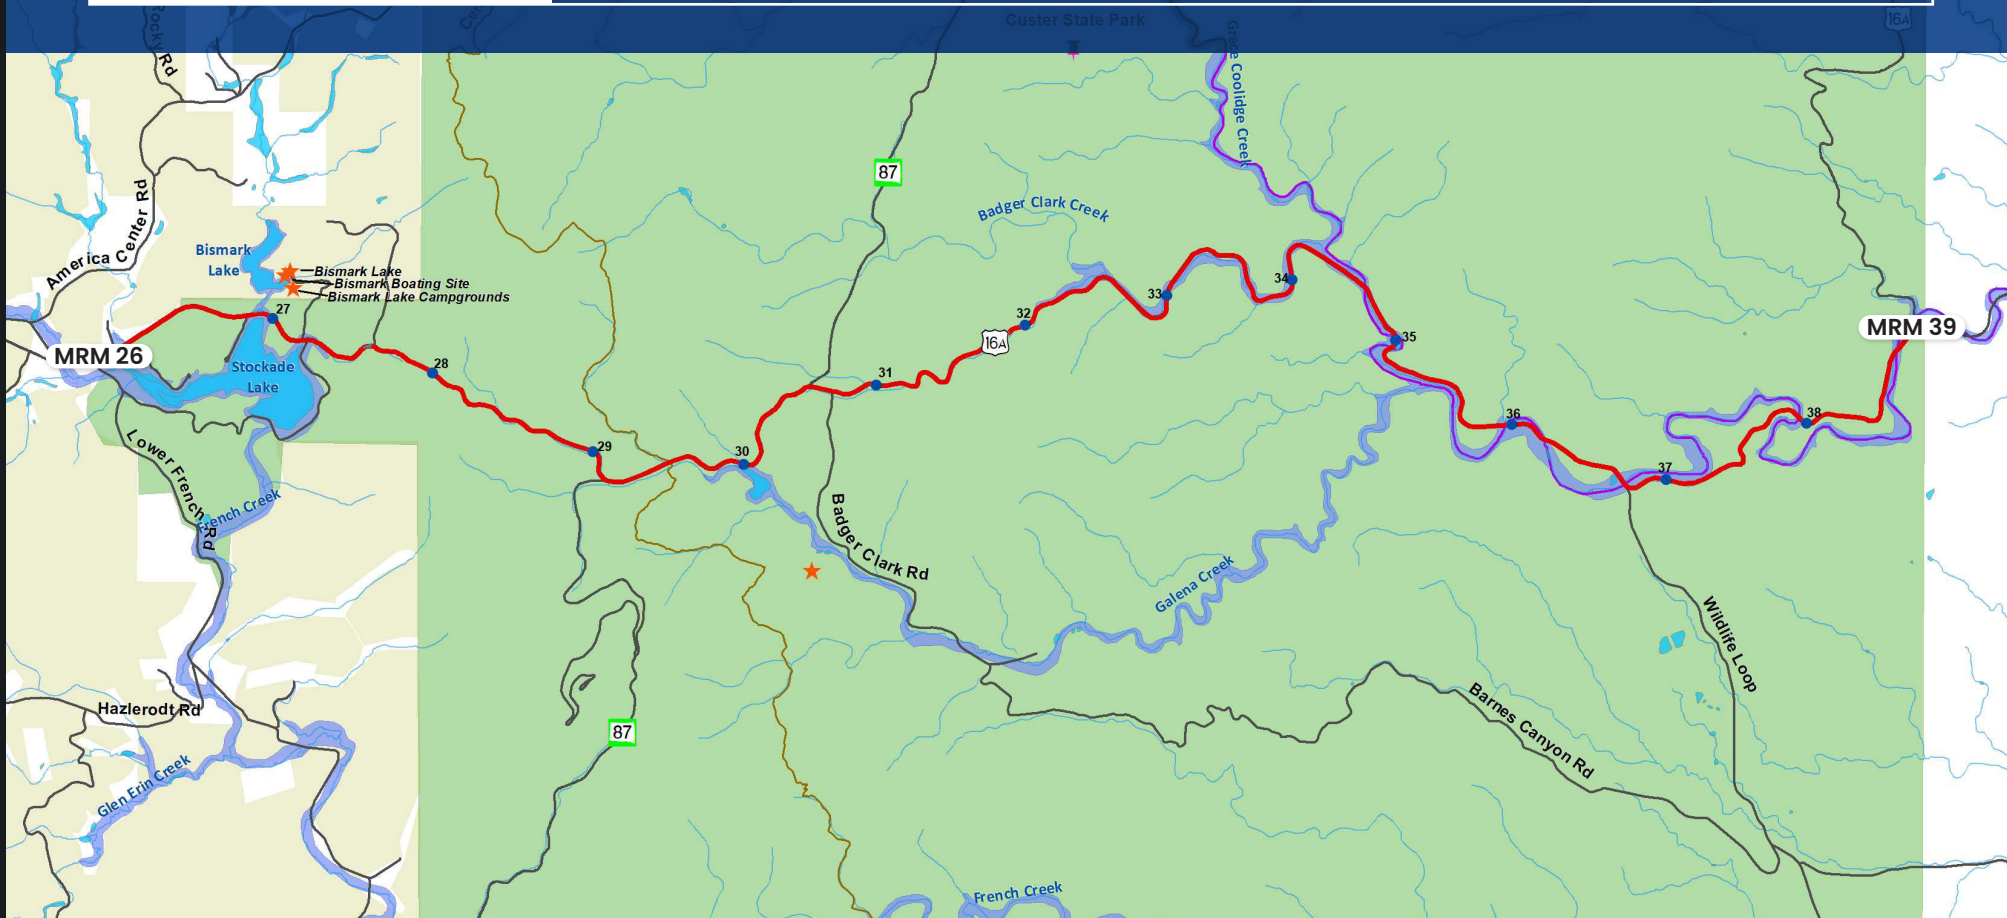 Custer State Park
16A
Rocky Rd
Cen
Grace Coolidge Creek
87
America Center Rd
Badger Clark Creek
Bismark
Lake
Bismark Lake
Bismark Boating Site
Bismark Lake Campgrounds
27
MRM 26
Stockade
Lake
28
29
30
31
16A
32
33
34
35
36
37
38
MRM 39
Lower French Rd
French Creek
Badger Clark Rd
Galena Creek
Wildlife Loop
Barnes Canyon Rd
Hazlerodt Rd
87
Glen Erin Creek
French Creek